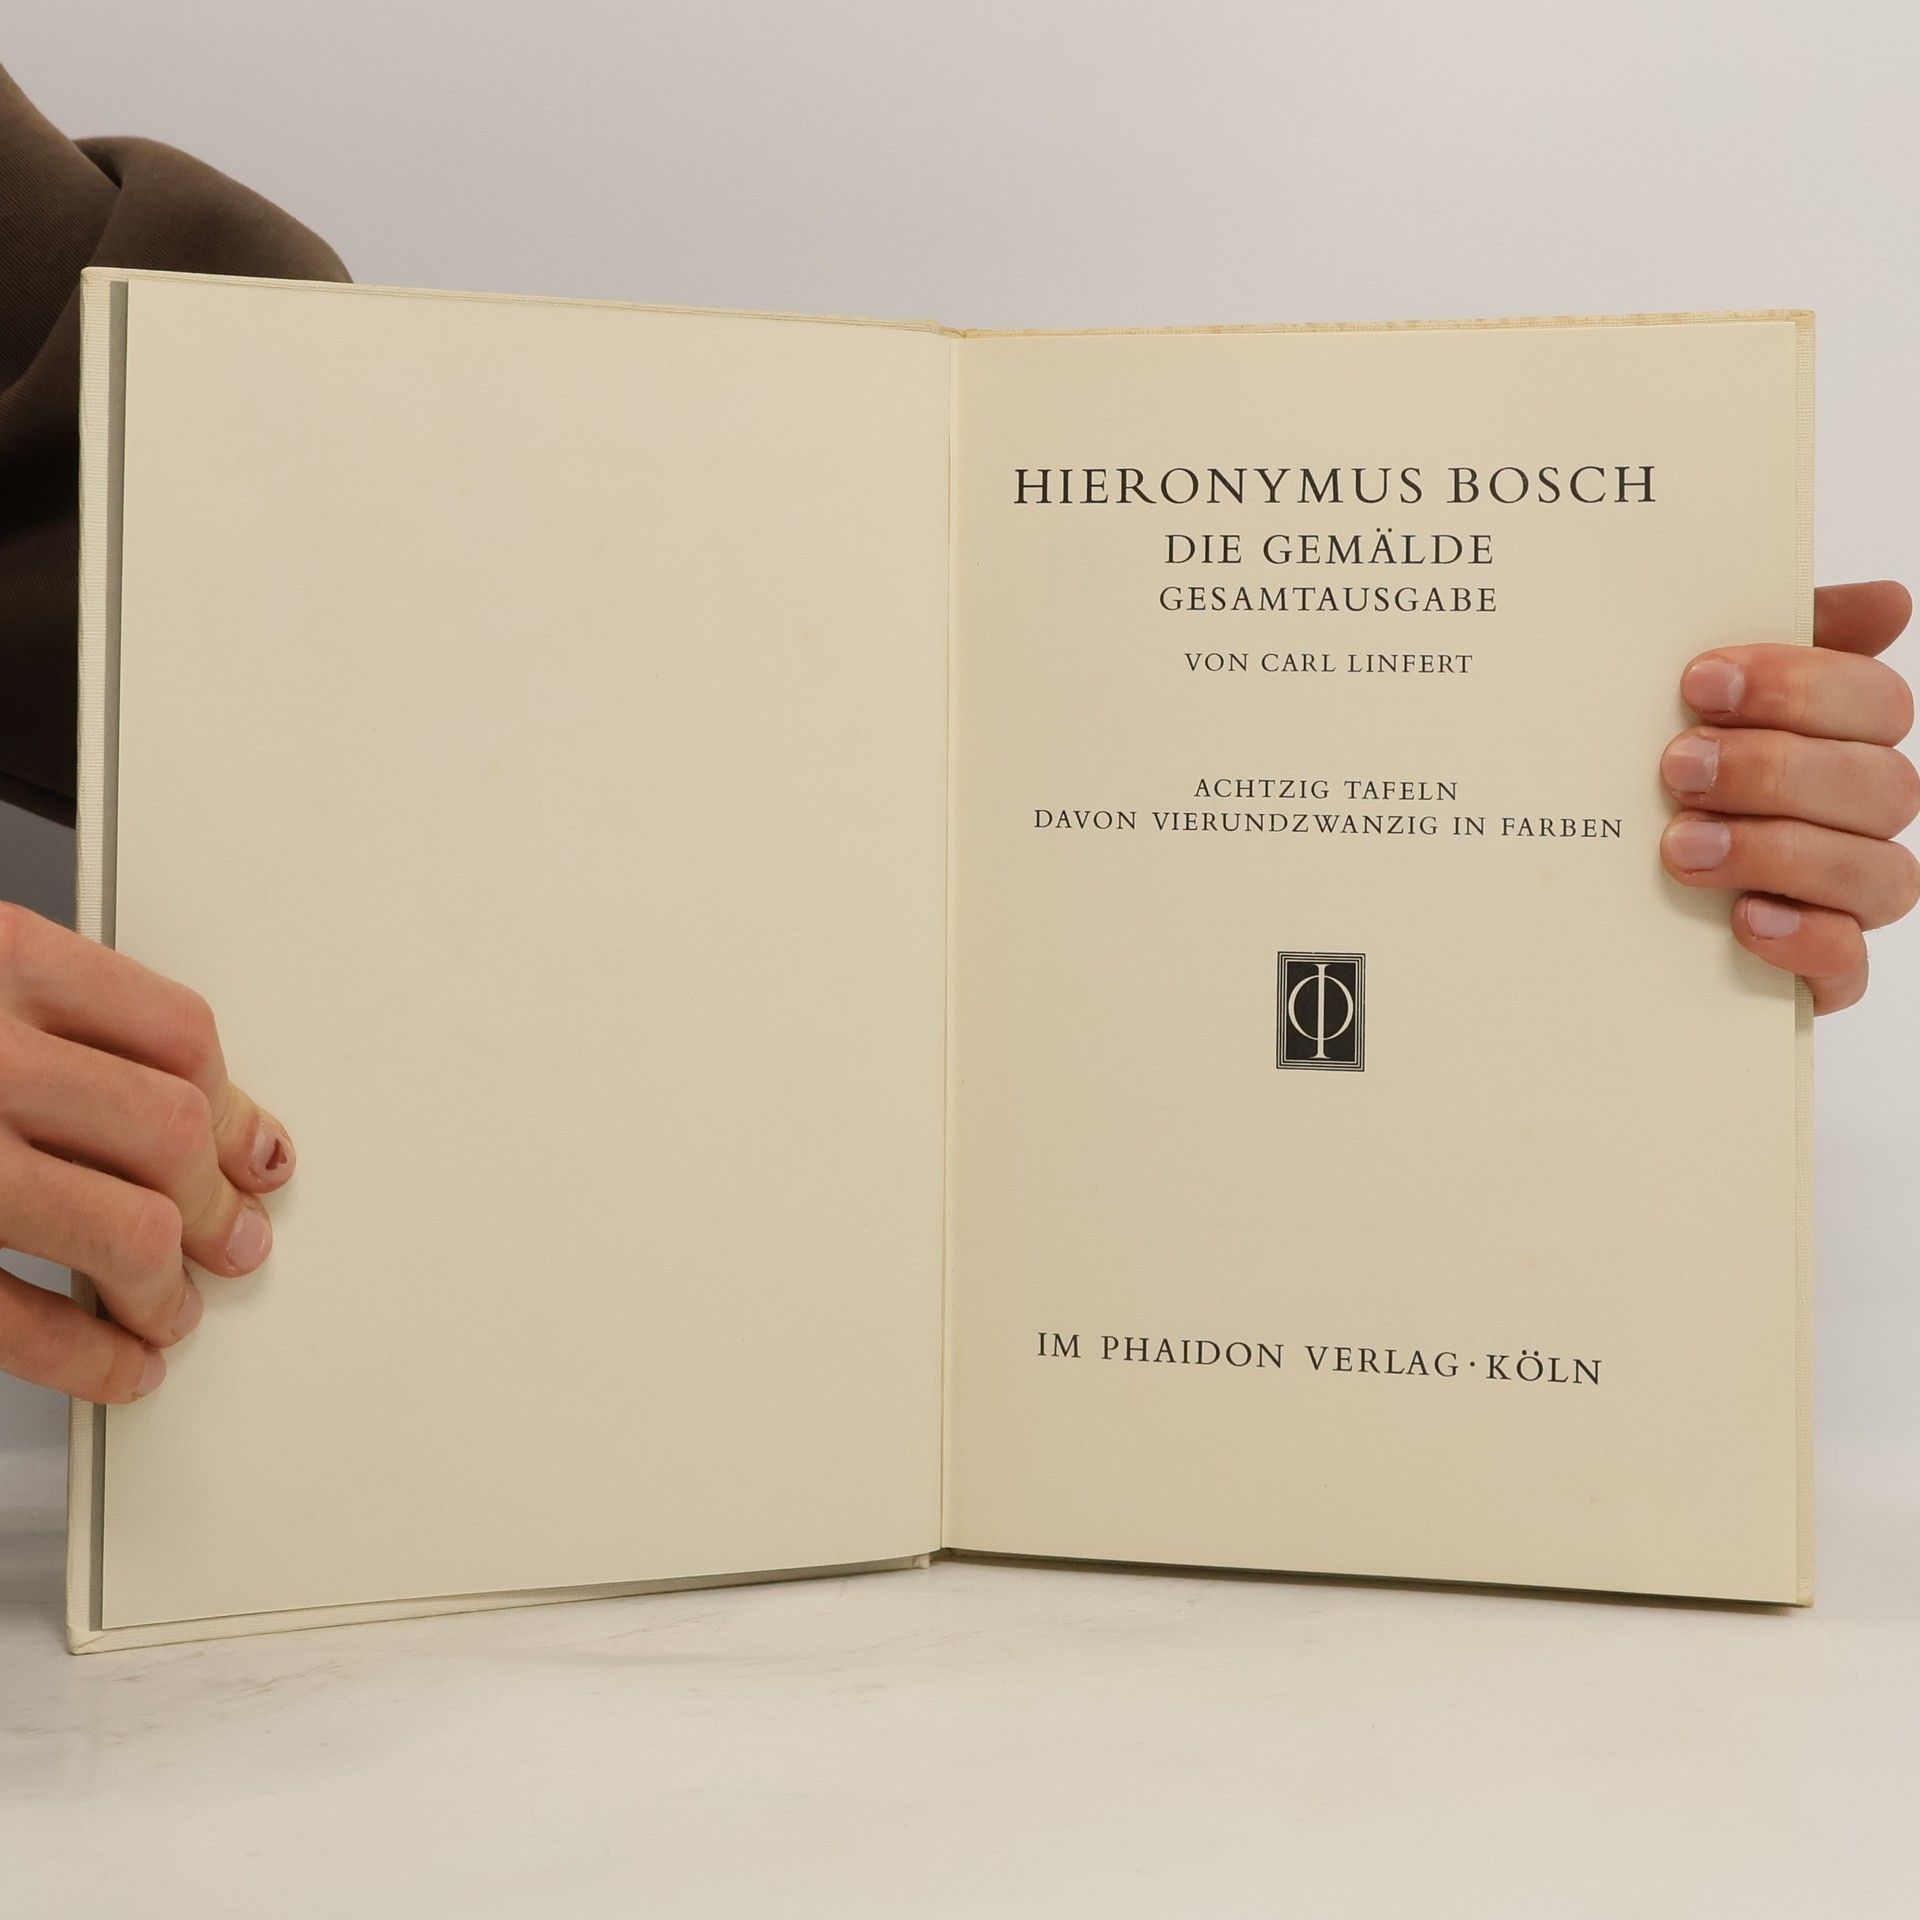 HIERONYMUS BOSCH
DIE GEMÄLDE
GESAMTAUSGABE
VON CARL LINFERT
ACHTZIG TAFELN
DAVON VIERUNDZWANZIG IN FARBEN
Φ
IM PHAIDON VERLAG · KÖLN